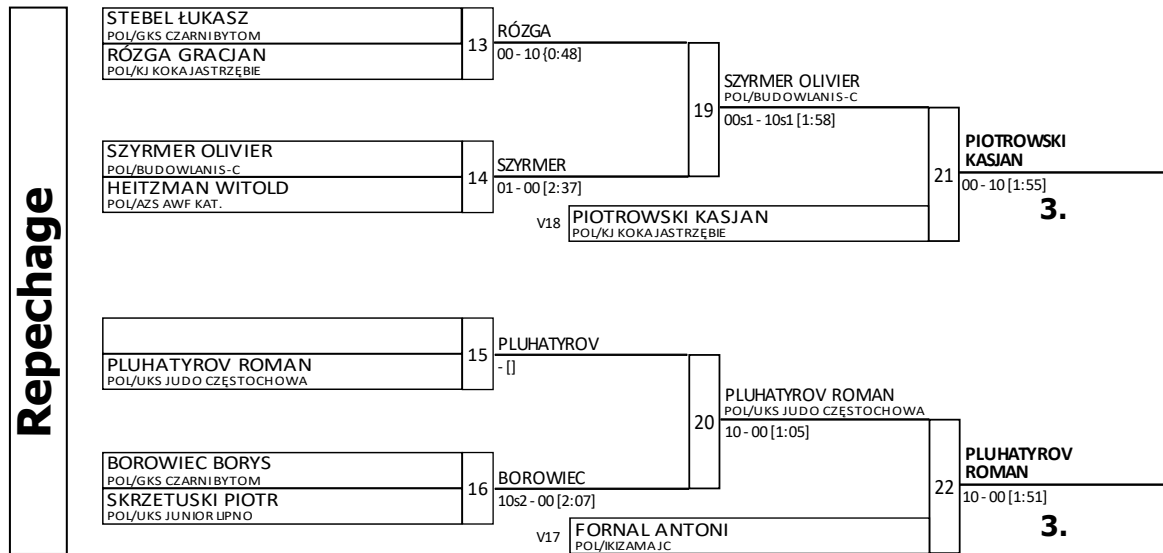 Repechage
STEBEL ŁUKASZ
POL/GKS CZARNI BYTOM
RÓZGA GRACJAN
POL/KJ KOKA JASTRZĘBIE
13
RÓZGA
00 - 10 {0:48]
SZYRMER OLIVIER
POL/BUDOWLANI S-C
HEITZMAN WITOLD
POL/AZS AWF KAT.
14
SZYRMER
01 - 00 [2:37]
19
SZYRMER OLIVIER
POL/BUDOWLANI S-C
00s1 - 10s1 [1:58]
V18
PIOTROWSKI KASJAN
POL/KJ KOKA JASTRZĘBIE
21
PIOTROWSKI
KASJAN
00 - 10 [1:55]
3.
PLUHATYROV ROMAN
POL/UKS JUDO CZĘSTOCHOWA
15
PLUHATYROV
- []
BOROWIEC BORYS
POL/GKS CZARNI BYTOM
SKRZETUSKI PIOTR
POL/UKS JUNIOR LIPNO
16
BOROWIEC
10s2 - 00 [2:07]
20
PLUHATYROV ROMAN
POL/UKS JUDO CZĘSTOCHOWA
10 - 00 [1:05]
V17
FORNAL ANTONI
POL/IKIZAMA JC
22
PLUHATYROV
ROMAN
10 - 00 [1:51]
3.